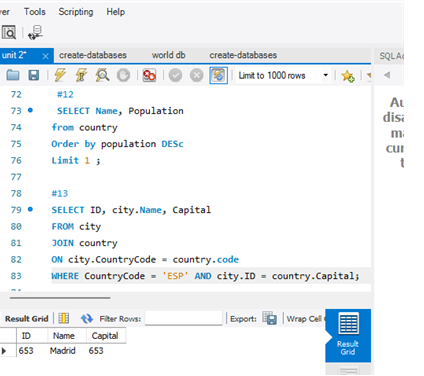 ver Tools Scripting Help
unit 2* create-databases world db create-databases
SQL Ad
Limit to 1000 rows
72 #12
73 SELECT Name, Population
74 from country
75 Order by population DESc
76 Limit 1 ;
77
78 #13
79 SELECT ID, city.Name, Capital
80 FROM city
81 JOIN country
82 ON city.CountryCode = country.code
83 WHERE CountryCode = 'ESP' AND city.ID = country.Capital;
Au
disa
ma
cur
t
Result Grid Filter Rows: Export: Wrap Cell
ID Name Capital
653 Madrid 653
Result
Grid